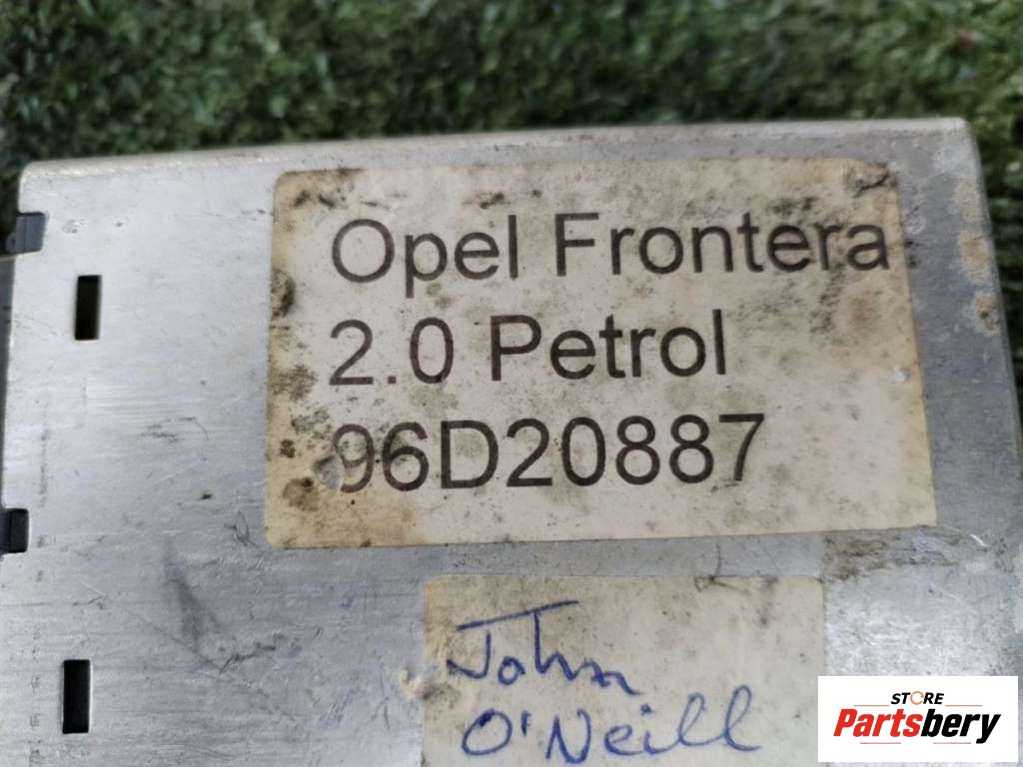 Opel Frontera
2.0 Petrol
96D20887
John
O'Neill
STORE
Partsbery